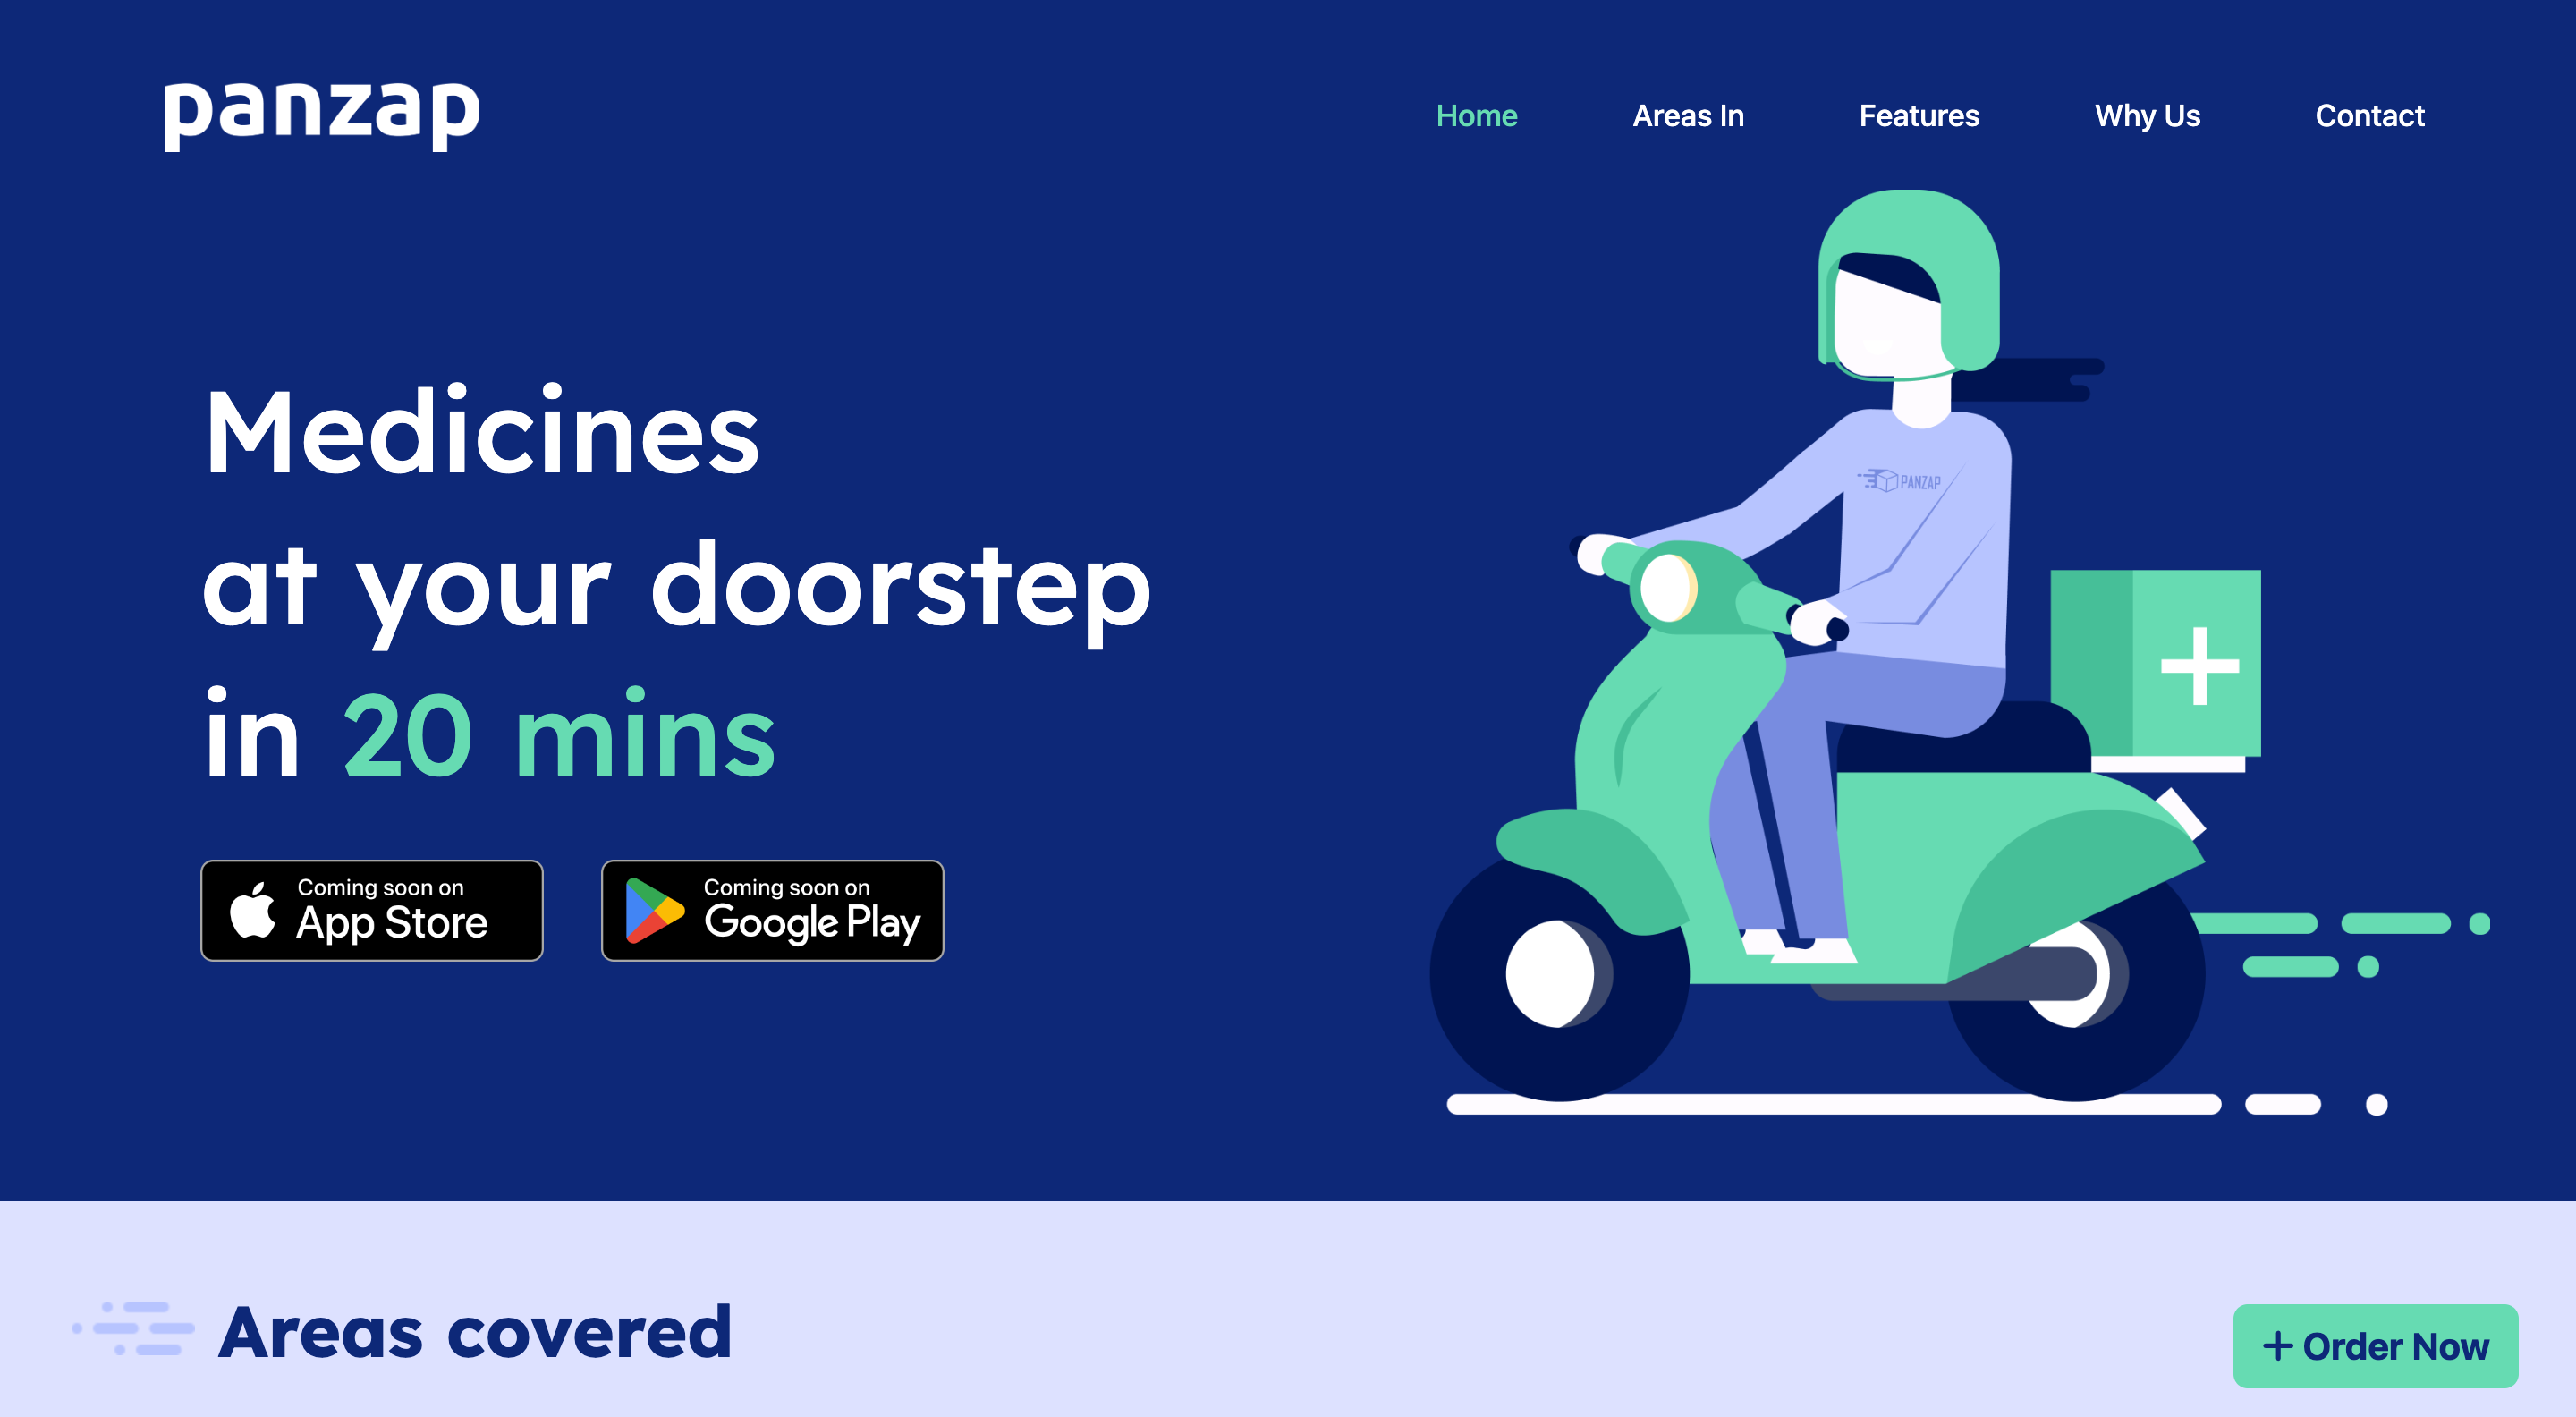 panzap
Home Areas In Features Why Us Contact
Medicines
at your doorstep
in 20 mins
PANZAP
Coming soon on
App Store
Coming soon on
Google Play
Areas covered
+ Order Now